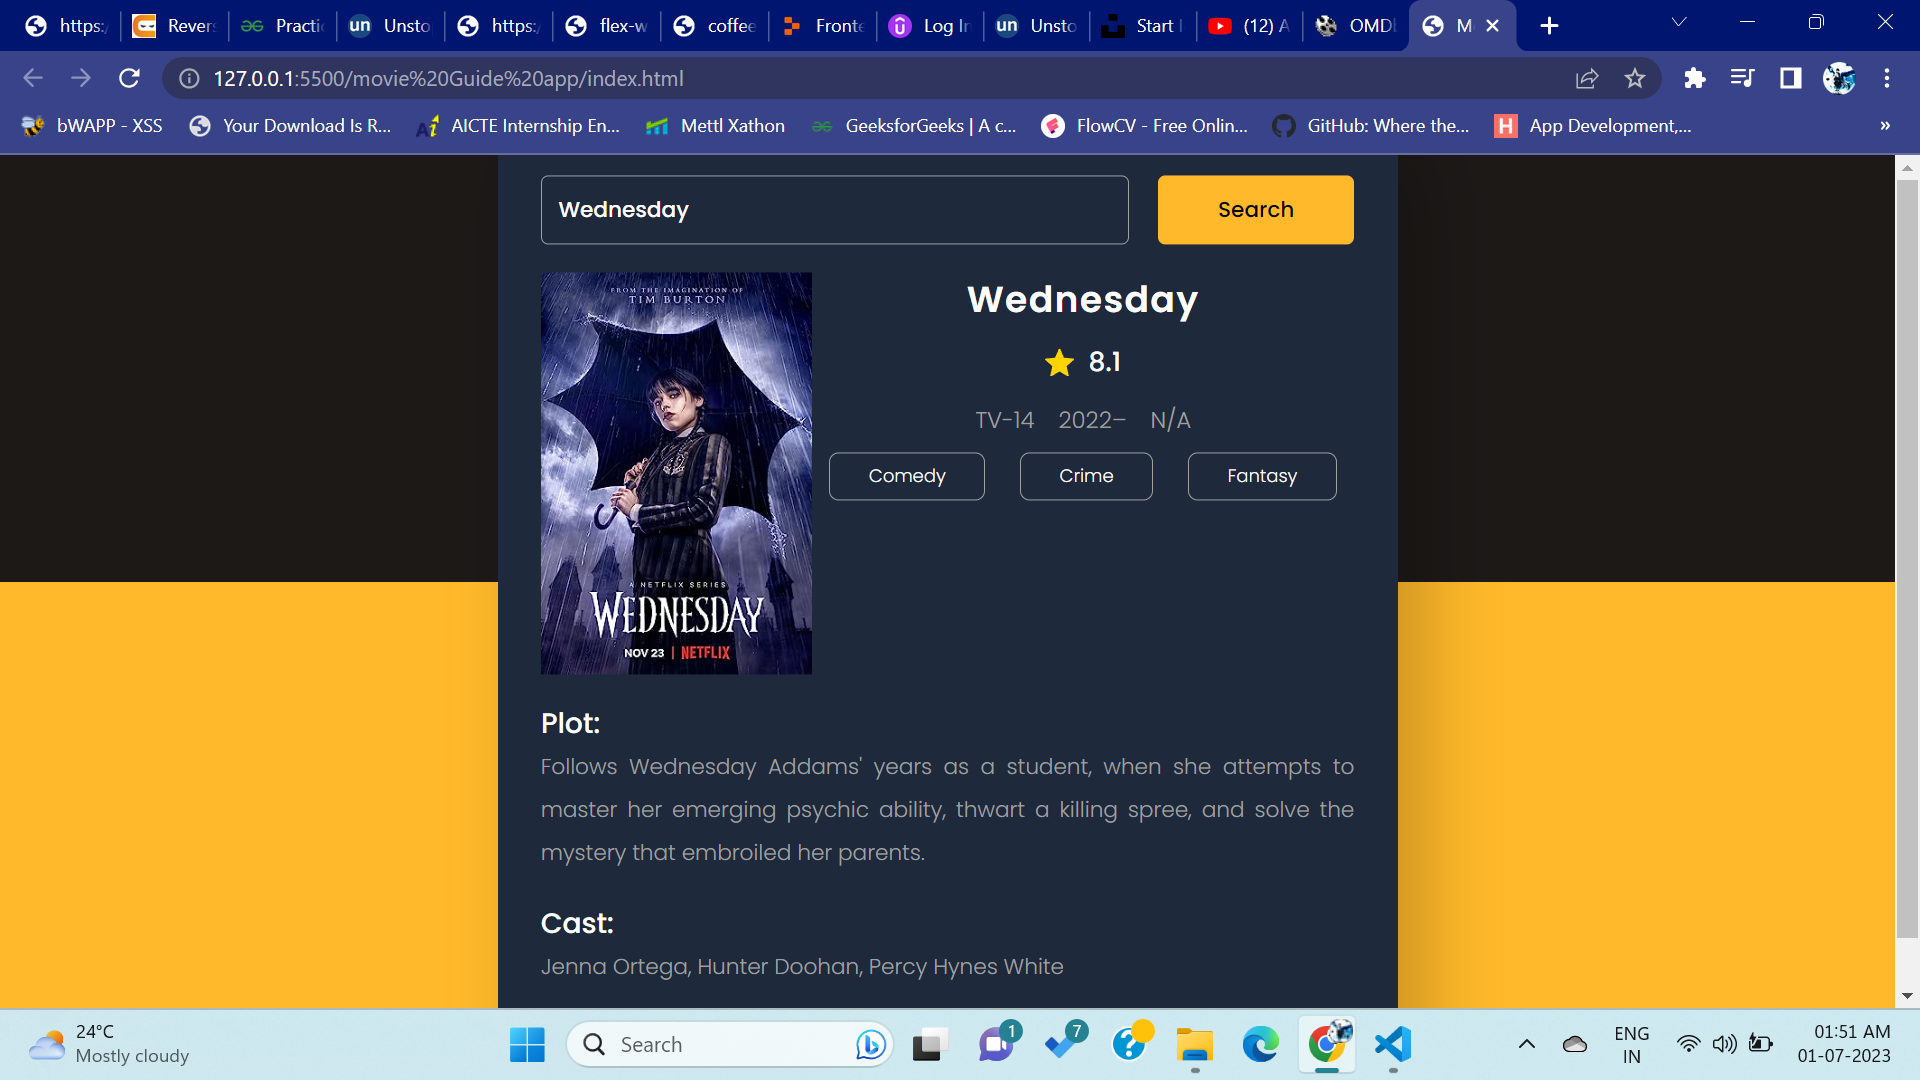 https:/ Revers Practic Unsto https:/ flex-w coffee Fronte Log In Unsto Start (12) A OMDb M
127.0.0.1:5500/movie%20Guide%20app/index.html
bWAPP - XSS Your Download Is R... AICTE Internship En... Mettl Xathon GeeksforGeeks | A c... FlowCV - Free Onlin... GitHub: Where the... App Development,... »
Wednesday Search
FROM THE IMAGINATION OF
TIM BURTON
A NETFLIX SERIES
WEDNESDAY
NOV 23 | NETFLIX
Wednesday
8.1
TV-14 2022– N/A
Comedy Crime Fantasy
Plot:
Follows Wednesday Addams' years as a student, when she attempts to
master her emerging psychic ability, thwart a killing spree, and solve the
mystery that embroiled her parents.
Cast:
Jenna Ortega, Hunter Doohan, Percy Hynes White
24°C
Mostly cloudy
Search
1
7
ENG
IN
01:51 AM
01-07-2023